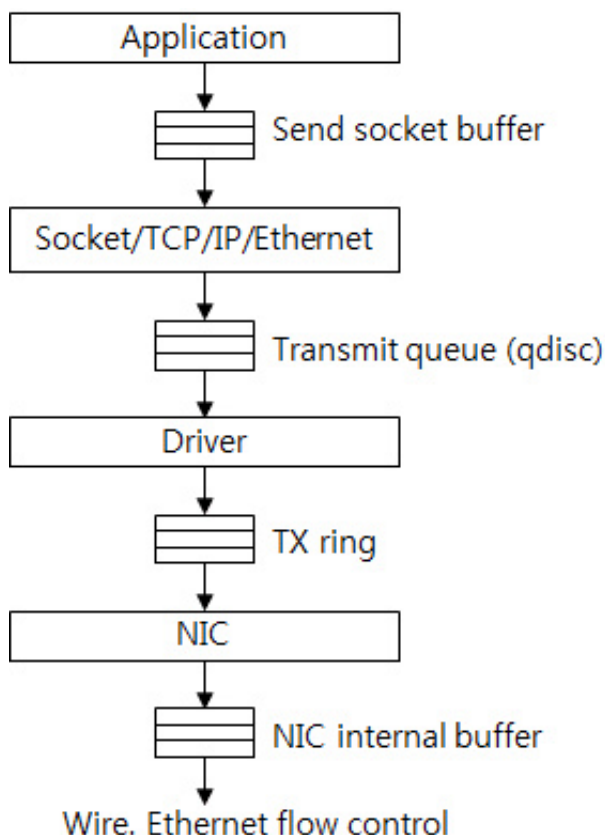 Application
Send socket buffer
Socket/TCP/IP/Ethernet
Transmit queue (qdisc)
Driver
TX ring
NIC
NIC internal buffer
Wire. Ethernet flow control